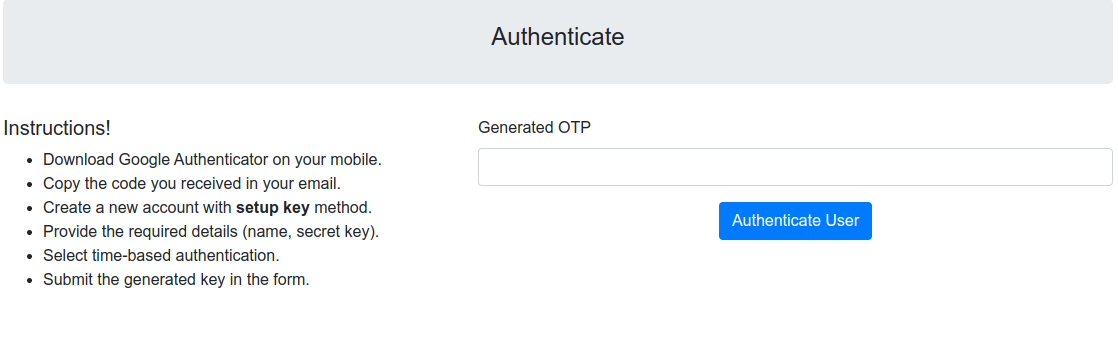 Authenticate
Instructions!
Download Google Authenticator on your mobile.
Copy the code you received in your email.
Create a new account with setup key method.
Provide the required details (name, secret key).
Select time-based authentication.
Submit the generated key in the form.
Generated OTP
Authenticate User